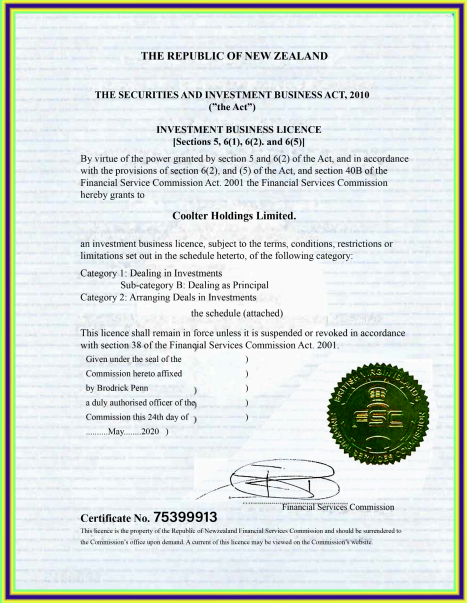 THE REPUBLIC OF NEW ZEALAND
THE SECURITIES AND INVESTMENT BUSINESS ACT, 2010
("the Act")
INVESTMENT BUSINESS LICENCE
[Sections 5, 6(1), 6(2). and 6(5)]
By virtue of the power granted by section 5 and 6(2) of the Act, and in accordance
with the provisions of section 6(2), and (5) of the Act, and section 40B of the
Financial Service Commission Act. 2001 the Financial Services Commission
hereby grants to
Coolter Holdings Limited.
an investment business licence, subject to the terms, conditions, restrictions or
limitations set out in the schedule heterto, of the following category:
Category 1: Dealing in Investments
Sub-category B: Dealing as Principal
Category 2: Arranging Deals in Investments
the schedule (attached)
This licence shall remain in force unless it is suspended or revoked in accordance
with section 38 of the Financial Services Commission Act. 2001.
Given under the seal of the )
Commission hereto affixed )
by Brodrick Penn ) )
a duly authorised officer of the) )
Commission this 24th day of ) )
..........May........2020 )
BRITISH VIRGIN ISLANDS
FINANCIAL SERVICES COMMISSION
Financial Services Commission
Certificate No. 75399913
This licence is the property of the Republic of Newzealand Financial Services Commission and should be surrendered to
the Commission's office upon demand. A current of this licence may be viewed on the Commission's website.